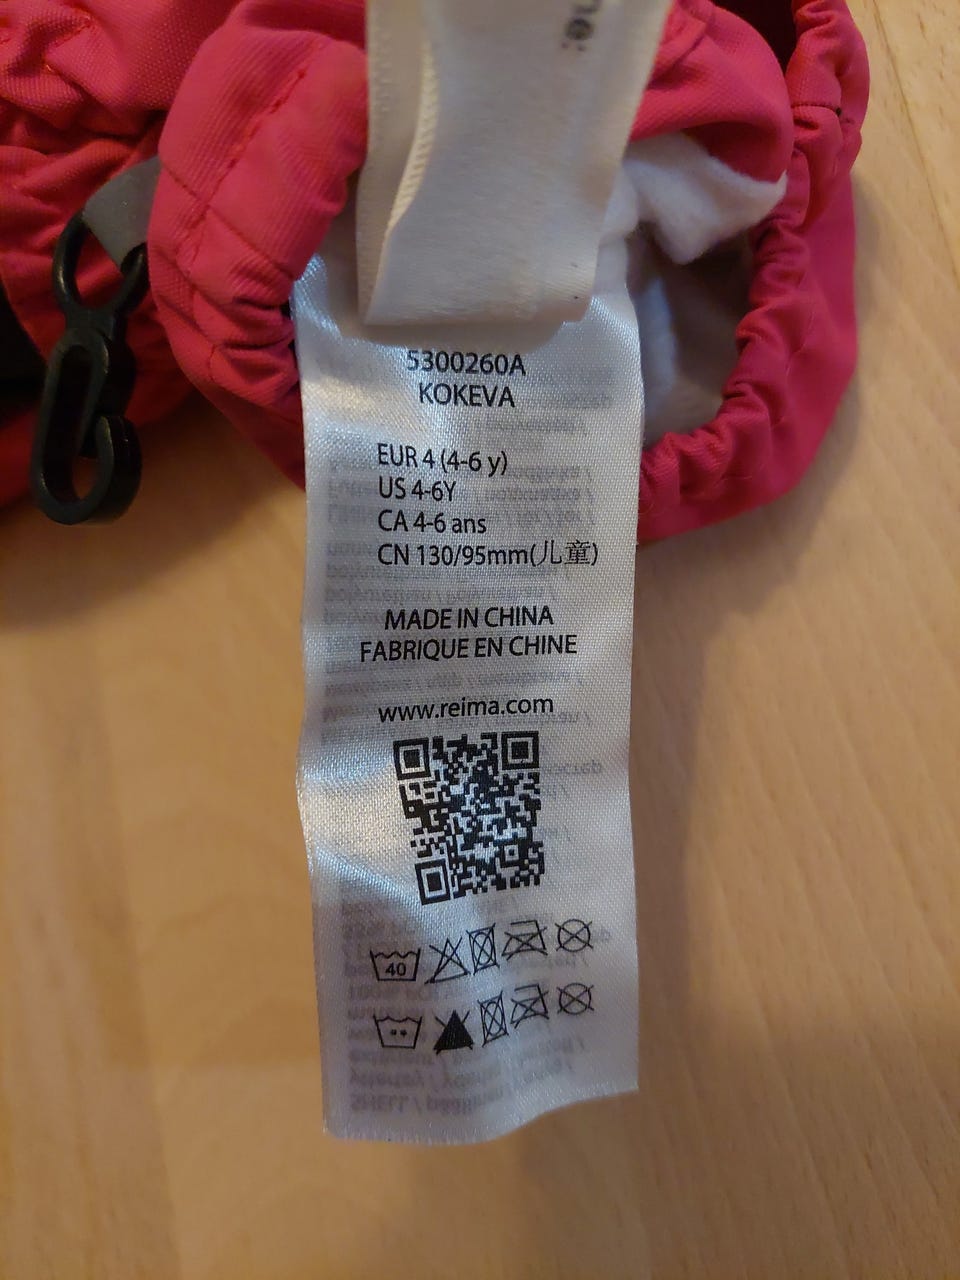 ne:
5300260A
KOKEVA
EUR 4 (4-6 y)
US 4-6Y
CA 4-6 ans
CN 130/95mm(儿童)
MADE IN CHINA
FABRIQUE EN CHINE
www.reima.com
40